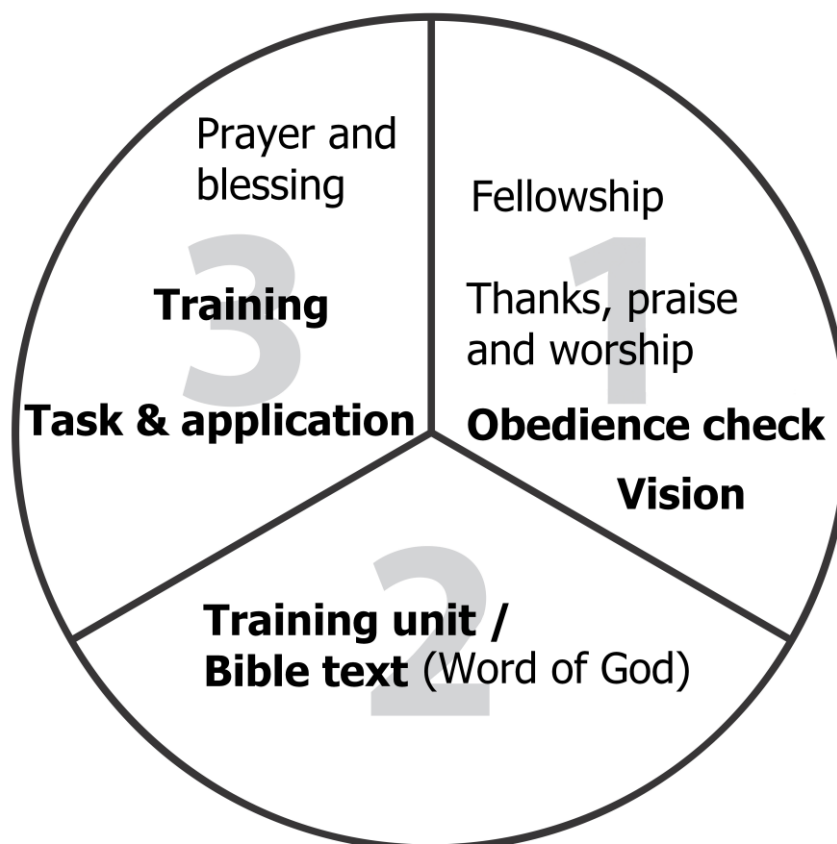 1
Fellowship
Thanks, praise
and worship
Obedience check
Vision
2
Training unit /
Bible text (Word of God)
3
Prayer and
blessing
Training
Task & application